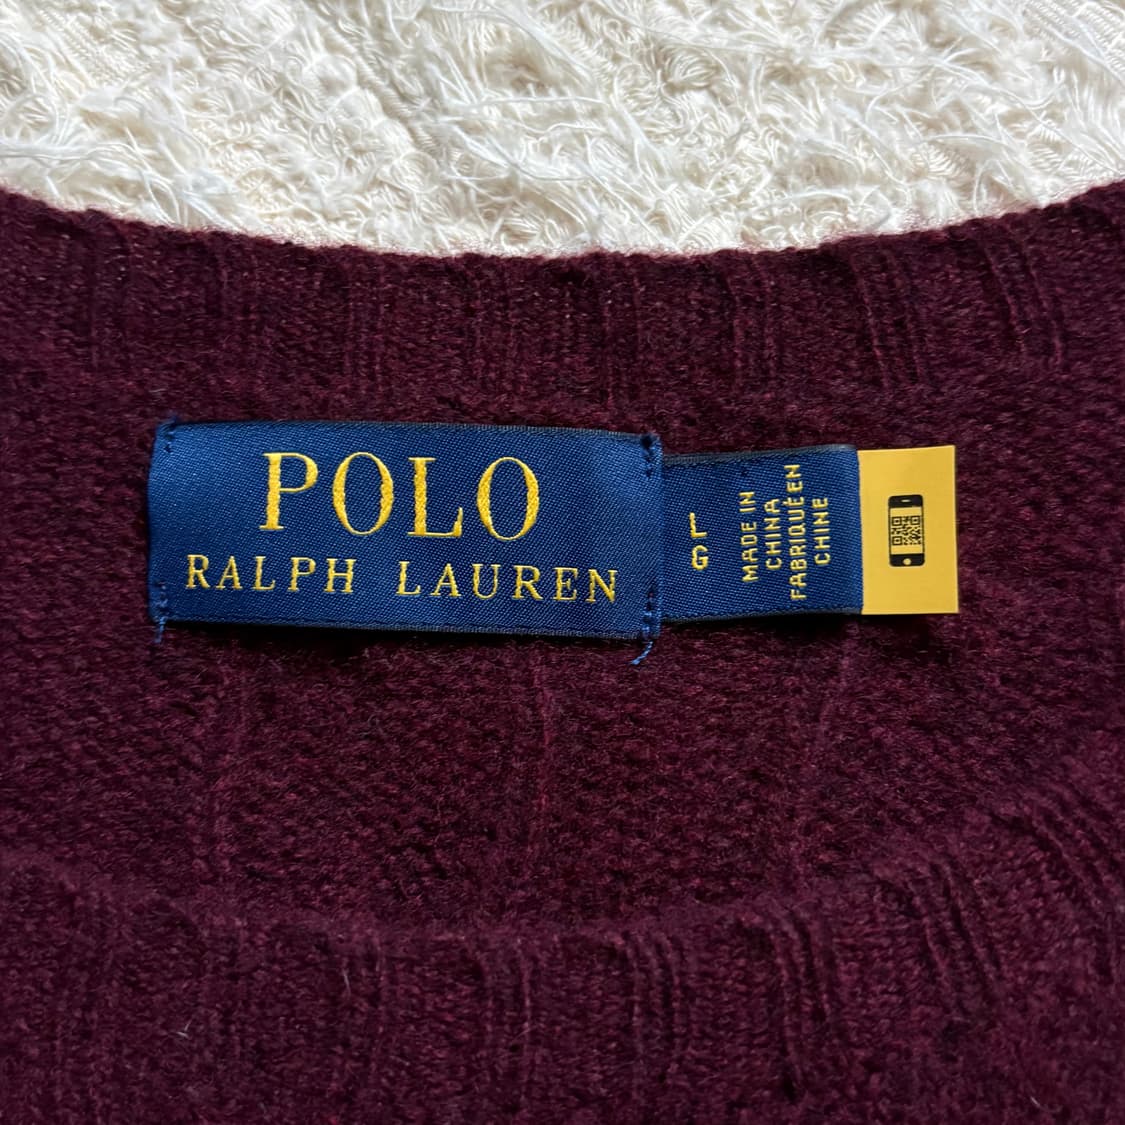 POLO
RALPH LAUREN
L
G
MADE IN
CHINA
FABRIQUÉ EN
CHINE